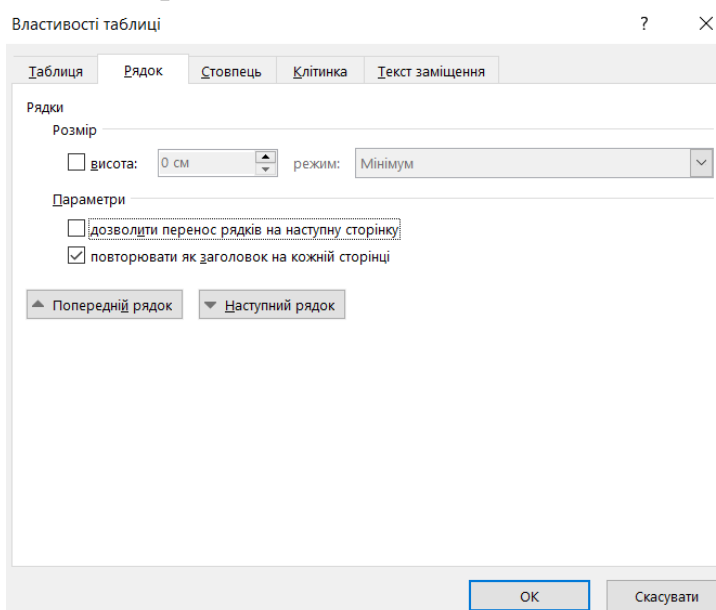 Властивості таблиці ?
Таблиця Рядок Стовпець Клітинка Текст заміщення
Рядки
Розмір
висота: 0 см режим: Мінімум
Параметри
дозволити перенос рядків на наступну сторінку
повторювати як заголовок на кожній сторінці
Попередній рядок Наступний рядок
ОК Скасувати